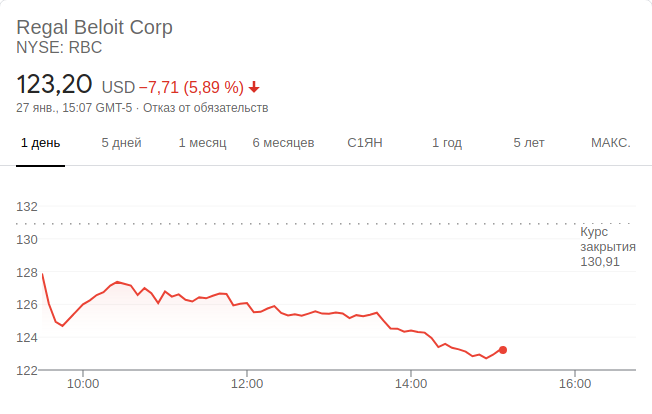 Regal Beloit Corp
NYSE: RBC
123,20 USD −7,71 (5,89 %)
27 янв., 15:07 GMT-5 · Отказ от обязательств
1 день 5 дней 1 месяц 6 месяцев С1ЯН 1 год 5 лет МАКС.
132
130
128
126
124
122
Курс
закрытия
130,91
10:00 12:00 14:00 16:00